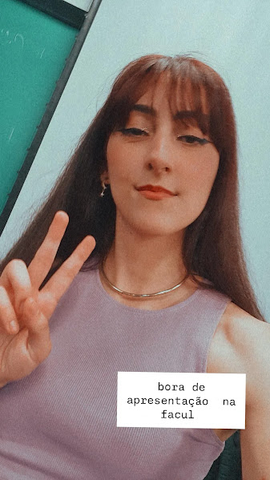 bora de
apresentação na
facul